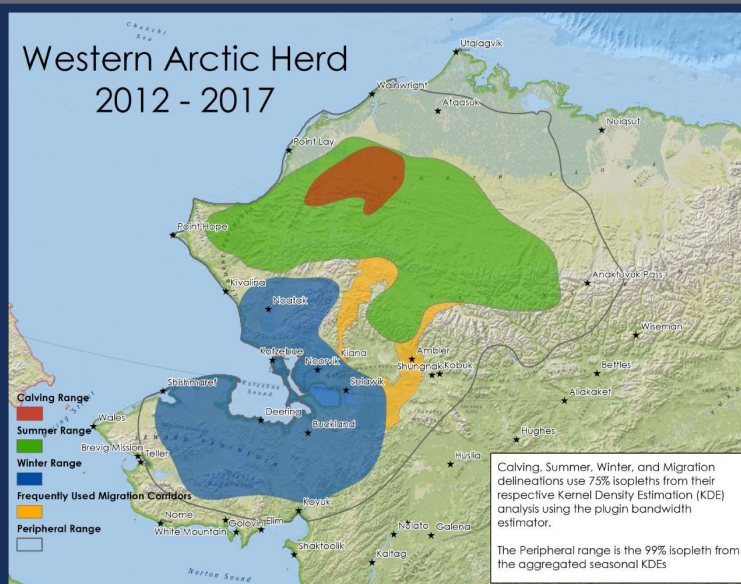 Chukchi
Sea
Western Arctic Herd
2012 - 2017
Utqiagvik
Wainwright
Atqasuk
Nuiqsut
Point Lay
Point Hope
Kivalina
Noatak
Anaktuvuk Pass
Wiseman
Kotzebue
Noorvik
Kiana
Ambler
Shungnak
Kobuk
Bettles
Selawik
Allakaket
Shishmaref
Kotzebue
Sound
Deering
Buckland
Hughes
Wales
Brevig Mission
Teller
Huslia
Koyuk
Nome
White Mountain
Golovin
Elim
Nulato
Galena
Shaktoolik
Kaltag
Norton Sound
Calving Range
Summer Range
Winter Range
Frequently Used Migration Corridors
Peripheral Range
Calving, Summer, Winter, and Migration
delineations use 75% isopleths from their
respective Kernel Density Estimation (KDE)
analysis using the plugin bandwidth
estimator.
The Peripheral range is the 99% isopleth from
the aggregated seasonal KDEs